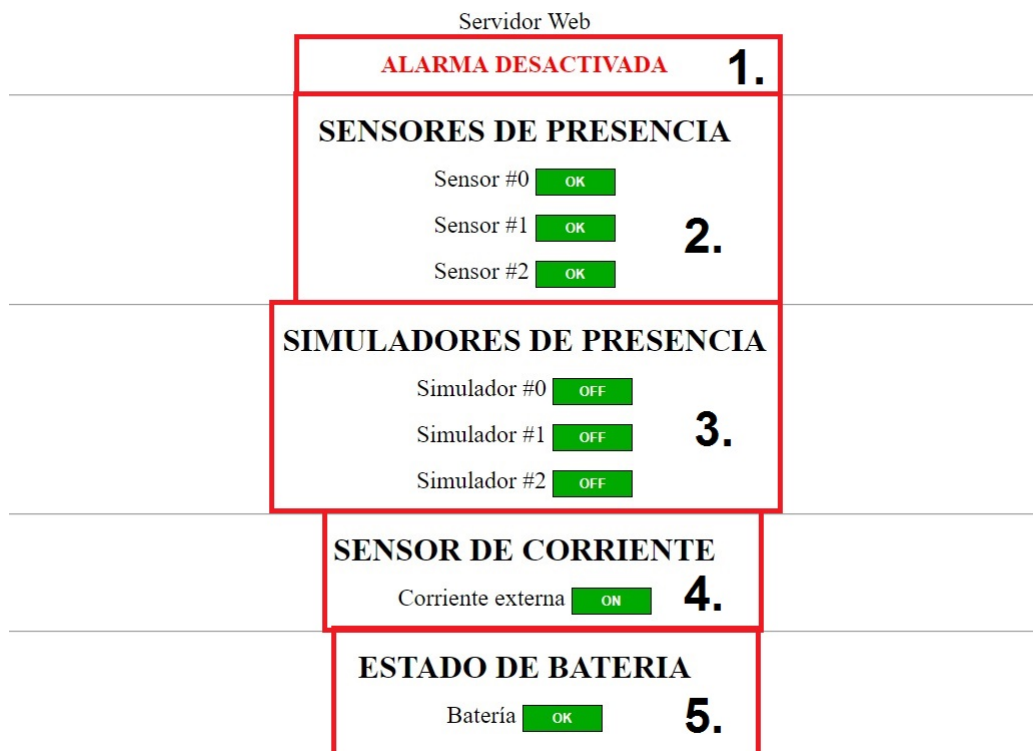 Servidor Web
ALARMA DESACTIVADA 1.
SENSORES DE PRESENCIA
Sensor #0 OK
Sensor #1 OK
2.
Sensor #2 OK
SIMULADORES DE PRESENCIA
Simulador #0 OFF
Simulador #1 OFF
3.
Simulador #2 OFF
SENSOR DE CORRIENTE
Corriente externa ON 4.
ESTADO DE BATERIA
Batería OK 5.